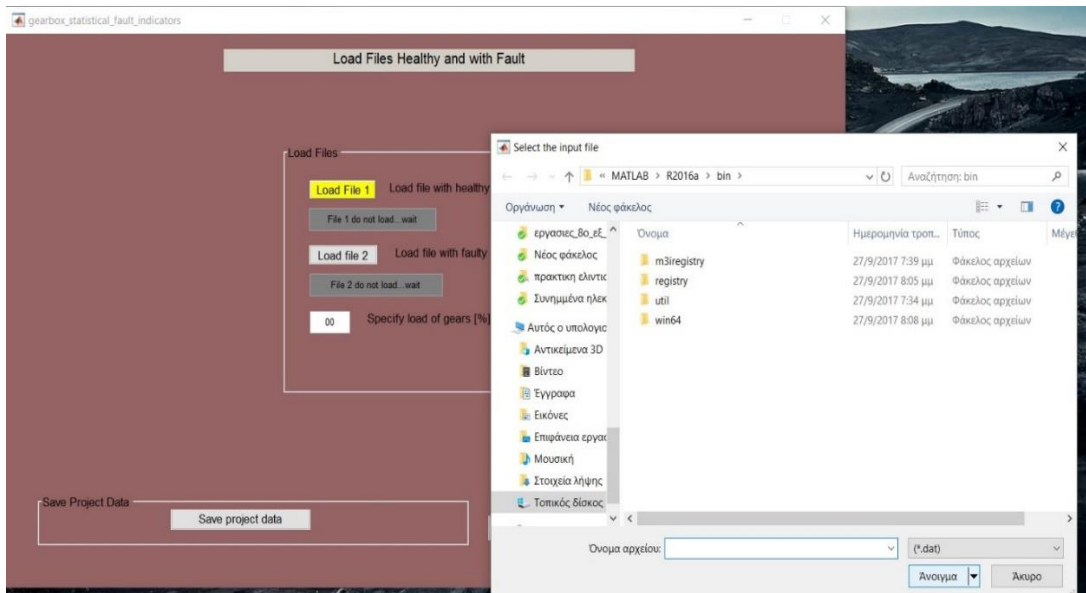 gearbox_statistical_fault_indicators
Load Files Healthy and with Fault
Load Files
Load File 1
Load file with healthy
File 1 do not load...wait
Load file 2
Load file with faulty
File 2 do not load...wait
00
Specify load of gears [%]
Save Project Data
Save project data
Select the input file
« MATLAB > R2016a > bin >
Αναζήτηση: bin
Οργάνωση
Νέος φάκελος
εργασιες_8ο_εξ_
Νέος φάκελος
πρακτικη ελιντιc
Συνημμένα ηλεκ
Αυτός ο υπολογισ
Αντικείμενα 3D
Βίντεο
Έγγραφα
Εικόνες
Επιφάνεια εργασ
Μουσική
Στοιχεία λήψης
Τοπικός δίσκος
Όνομα Ημερομηνία τροπ... Τύπος Μέγε
m3iregistry 27/9/2017 7:39 μμ Φάκελος αρχείων
registry 27/9/2017 8:05 μμ Φάκελος αρχείων
util 27/9/2017 7:34 μμ Φάκελος αρχείων
win64 27/9/2017 8:08 μμ Φάκελος αρχείων
Όνομα αρχείου:
(*.dat)
Άνοιγμα
Άκυρο